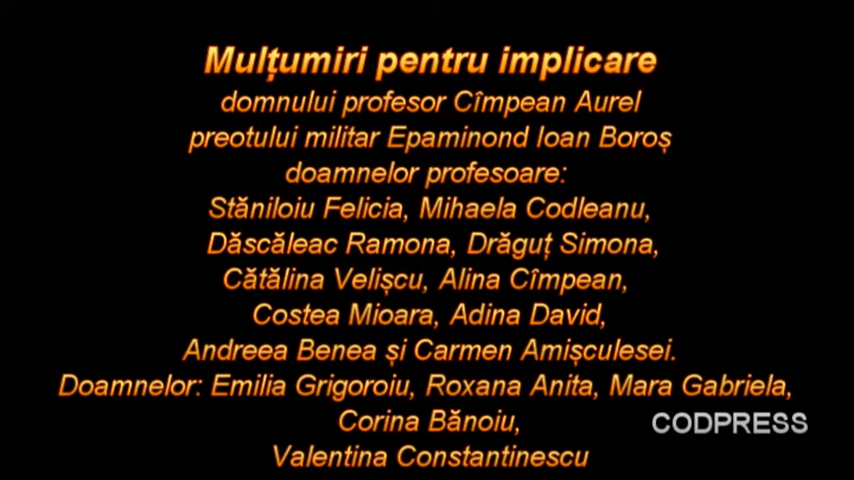 Mulțumiri pentru implicare
domnului profesor Cîmpean Aurel
preotului militar Epaminond Ioan Boroș
doamnelor profesoare:
Stăniloiu Felicia, Mihaela Codleanu,
Dăscăleac Ramona, Drăguț Simona,
Cătălina Velișcu, Alina Cîmpean,
Costea Mioara, Adina David,
Andreea Benea și Carmen Amișculesei.
Doamnelor: Emilia Grigoroiu, Roxana Anita, Mara Gabriela,
Corina Bănoiu,
CODPRESS
Valentina Constantinescu